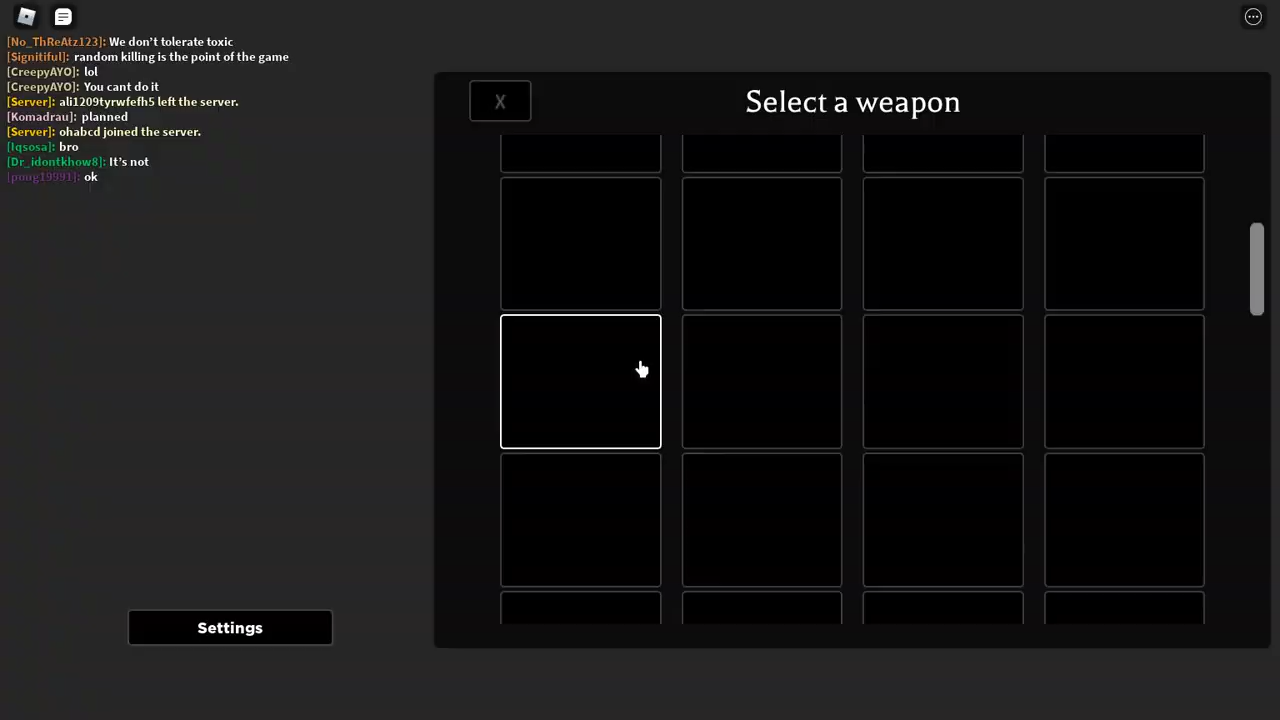 [No_ThReAtz123]: We don't tolerate toxic
[Signitiful]: random killing is the point of the game
[CreepyAYO]: lol
[CreepyAYO]: You cant do it
[Server]: ali1209tyrwfefh5 left the server.
[Komadrau]: planned
[Server]: ohabcd joined the server.
[Iqsosa]: bro
[Dr_idontkhow8]: It's not
[pong19991]: ok
X
Select a weapon
Settings